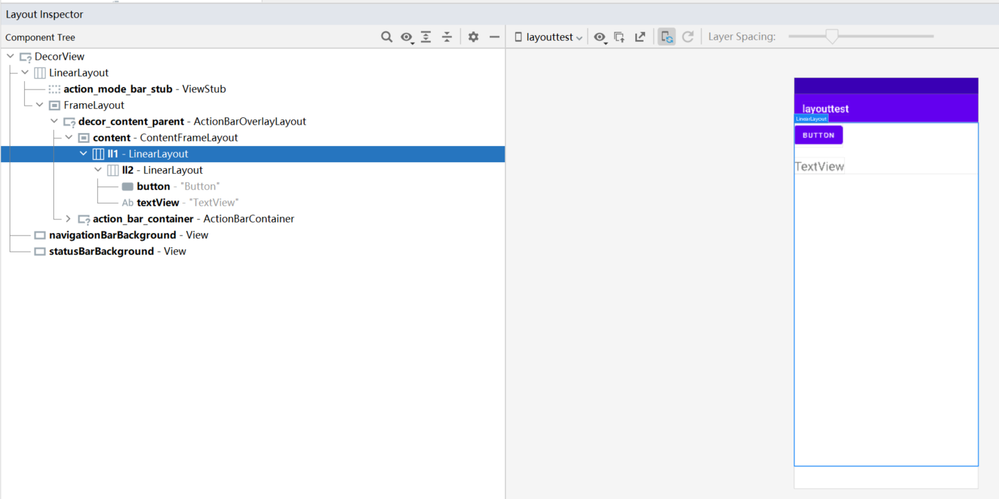 Layout Inspector
Component Tree
layouttest
Layer Spacing:
DecorView
LinearLayout
action_mode_bar_stub - ViewStub
FrameLayout
decor_content_parent - ActionBarOverlayLayout
content - ContentFrameLayout
ll1 - LinearLayout
ll2 - LinearLayout
button - "Button"
Ab textView - "TextView"
action_bar_container - ActionBarContainer
navigationBarBackground - View
statusBarBackground - View
layouttest
LinearLayout
BUTTON
TextView